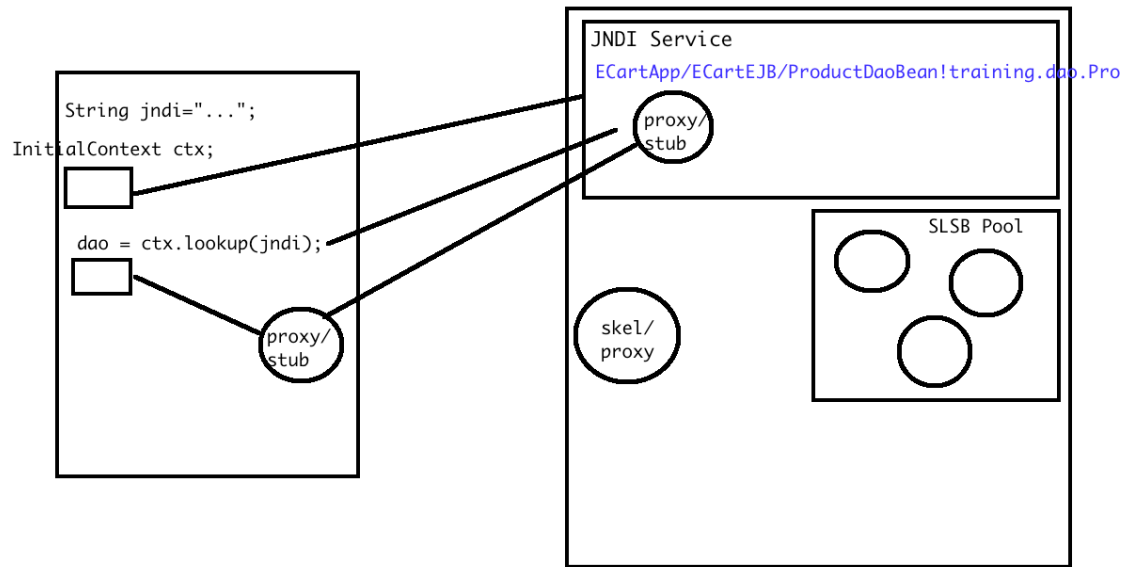 String jndi="...";
InitialContext ctx;
dao = ctx.lookup(jndi);
proxy/
stub
JNDI Service
ECartApp/ECartEJB/ProductDaoBean!training.dao.Pro
proxy/
stub
SLSB Pool
skel/
proxy